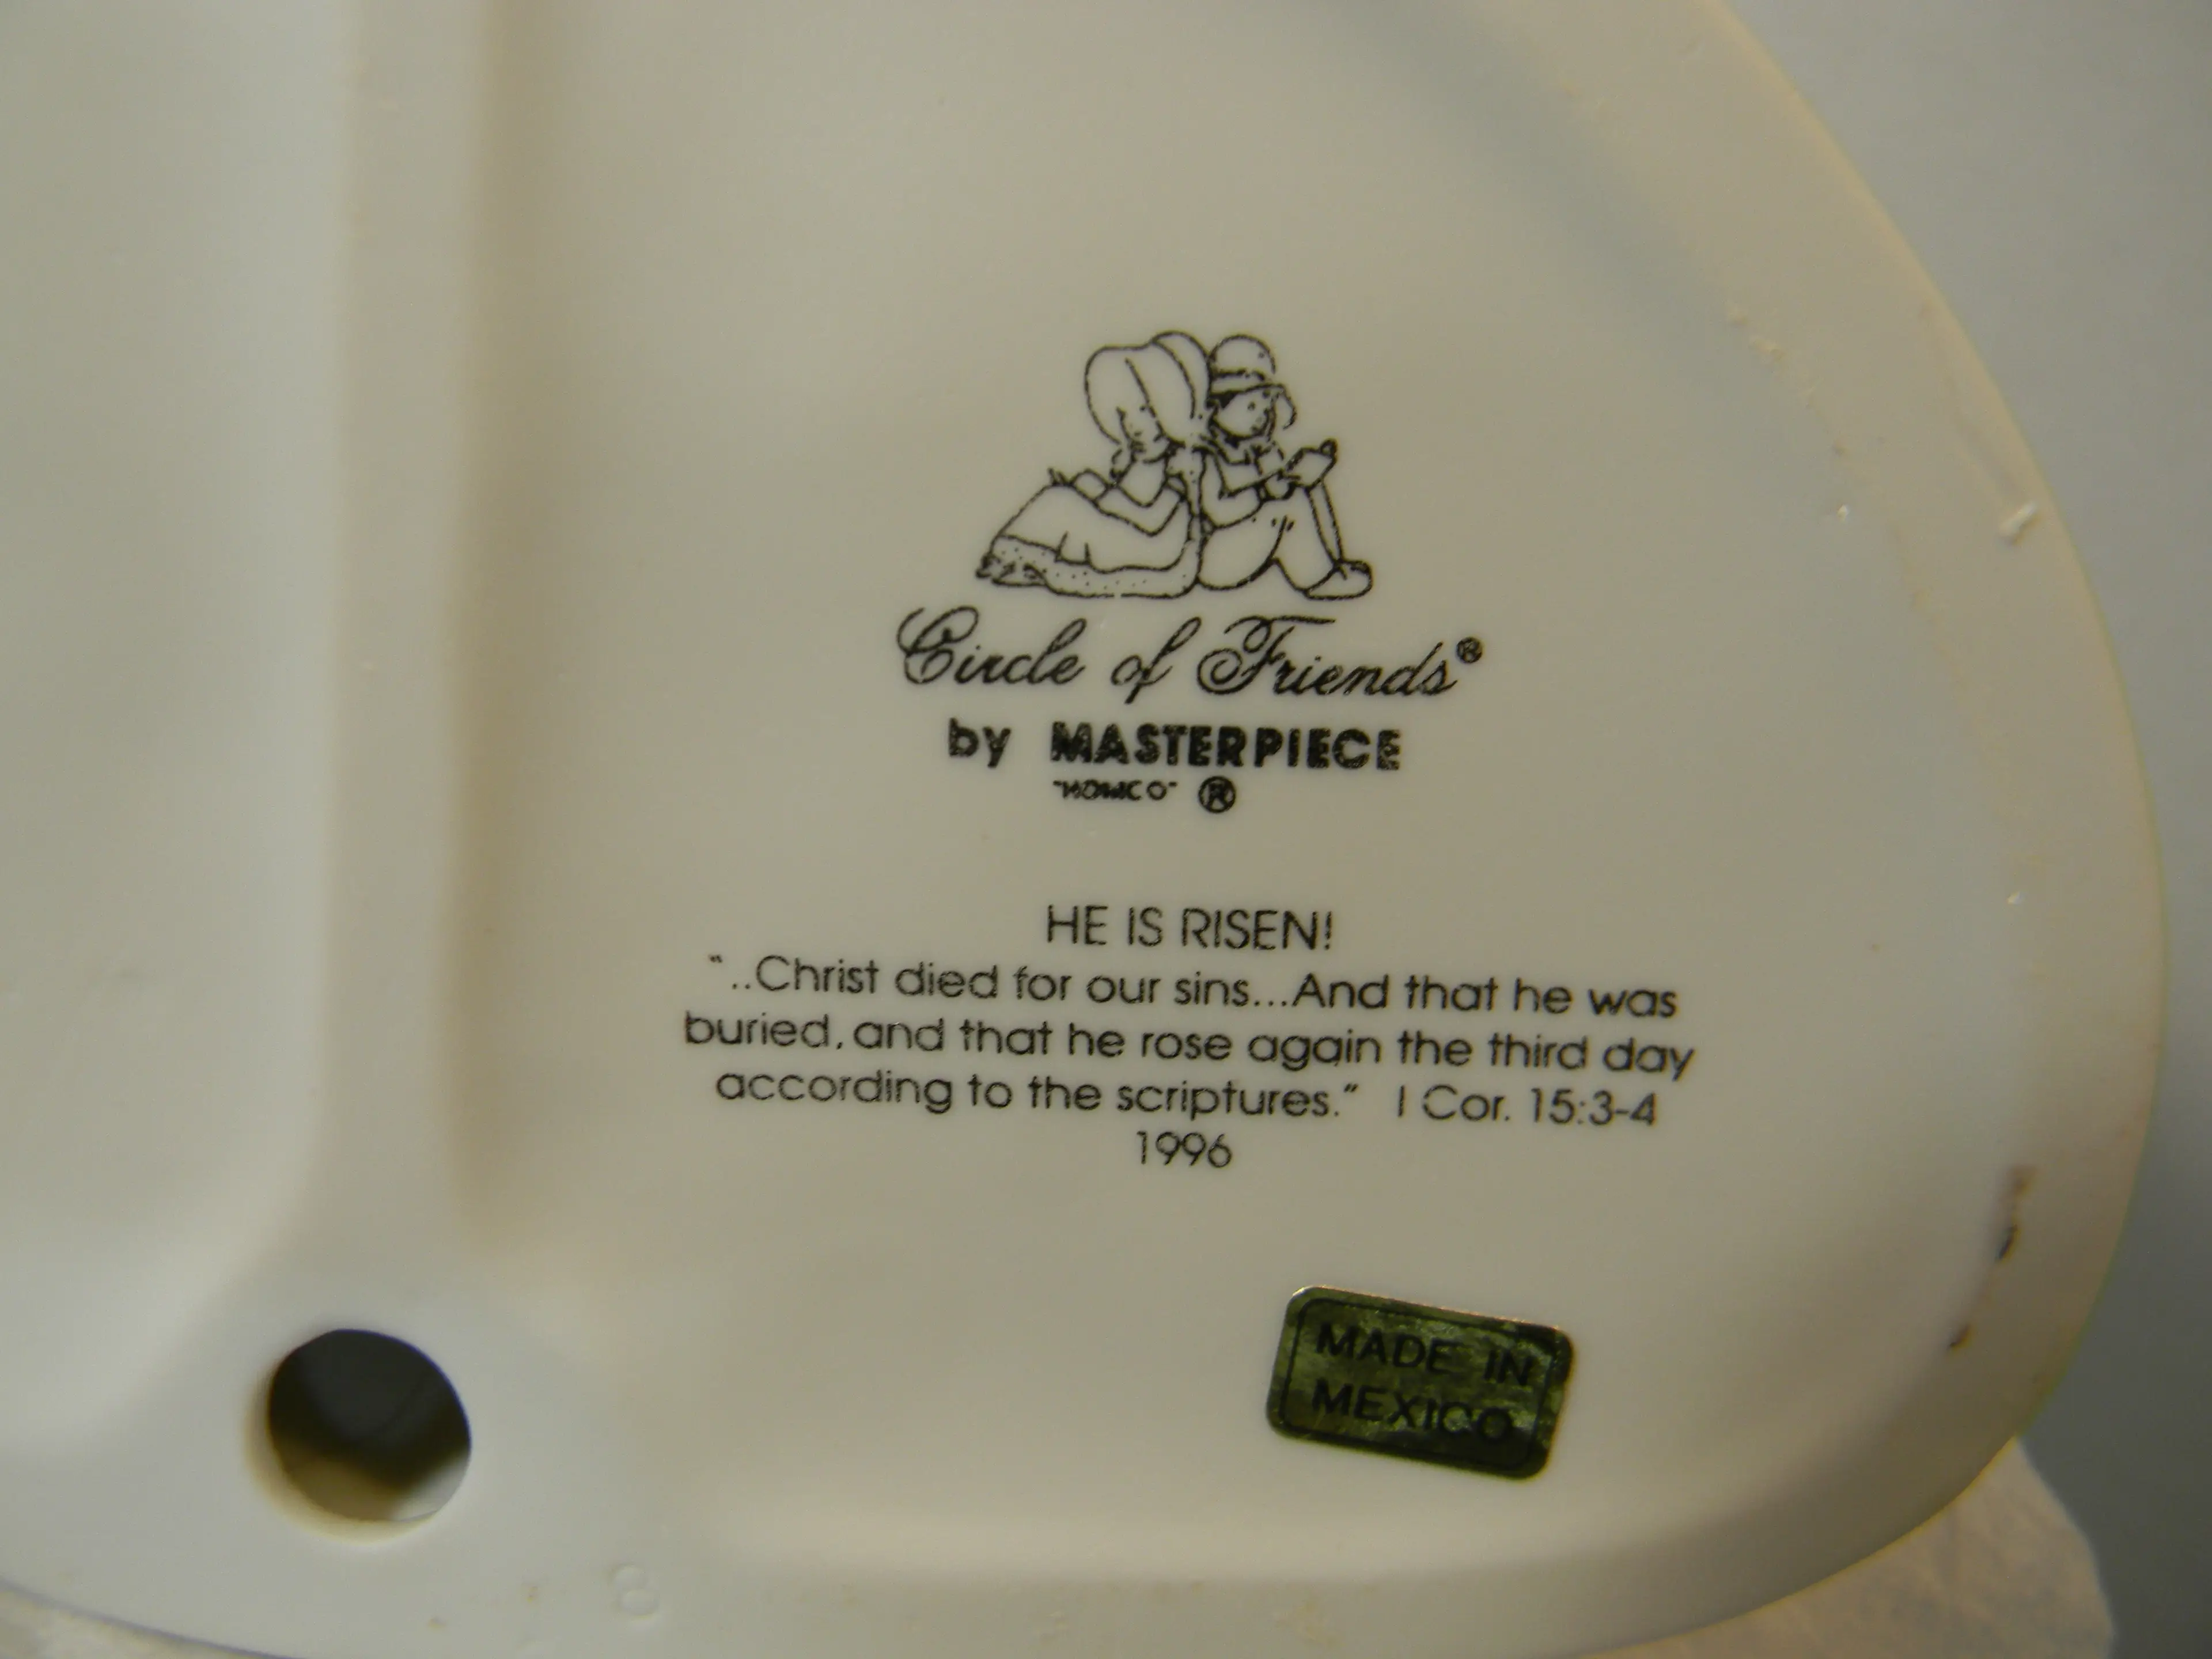 Circle of Friends®
by MASTERPIECE
"HOMCO" ®
HE IS RISEN!
"..Christ died for our sins...And that he was
buried, and that he rose again the third day
according to the scriptures." I Cor. 15:3-4
1996
MADE IN
MEXICO
8